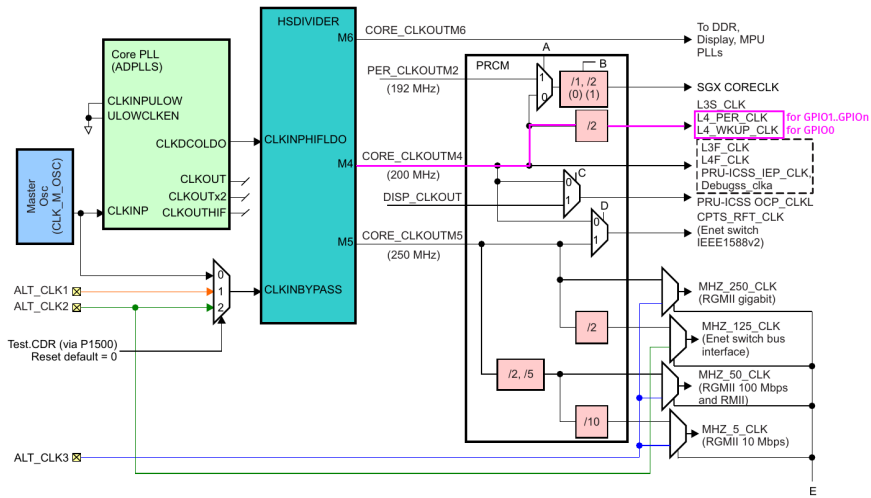 HSDIVIDER
M6
CORE_CLKOUTM6
To DDR,
Display, MPU
PLLs
Core PLL
(ADPLLS)
PRCM
A
B
PER_CLKOUTM2
(192 MHz)
1
0
/1, /2
(0) (1)
SGX CORECLK
CLKINPULOW
ULOWCLKEN
L3S_CLK
L4_PER_CLK
for GPIO1..GPIOn
L4_WKUP_CLK
for GPIO0
/2
CLKDCOLDO
CLKINPHIFLDO
M4
CORE_CLKOUTM4
(200 MHz)
L3F_CLK
L4F_CLK
PRU-ICSS_IEP_CLK,
Debugss_clka
CLKOUT
CLKOUTx2
CLKOUTHIF
Master
Osc
(CLK_M_OSC)
CLKINP
DISP_CLKOUT
C
0
1
PRU-ICSS OCP_CLKL
D
0
1
CPTS_RFT_CLK
(Enet switch
IEEE1588v2)
M5
CORE_CLKOUTM5
(250 MHz)
0
1
2
CLKINBYPASS
ALT_CLK1
ALT_CLK2
MHZ_250_CLK
(RGMII gigabit)
/2
MHZ_125_CLK
(Enet switch bus
interface)
Test.CDR (via P1500)
Reset default = 0
/2, /5
MHZ_50_CLK
(RGMII 100 Mbps
and RMII)
/10
MHZ_5_CLK
(RGMII 10 Mbps)
ALT_CLK3
E